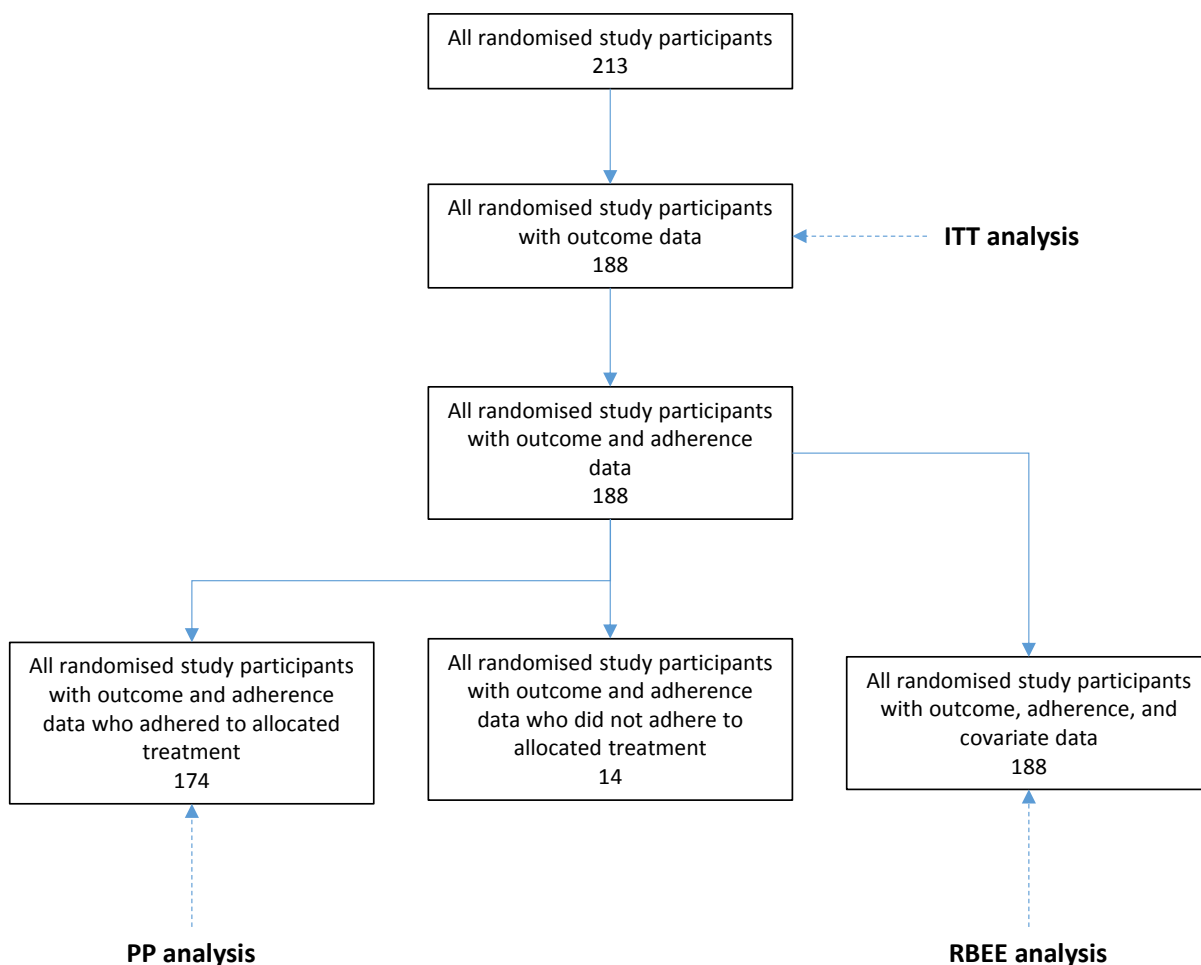 All randomised study participants
213
All randomised study participants
with outcome data
188
ITT analysis
All randomised study participants
with outcome and adherence
data
188
All randomised study participants
with outcome and adherence
data who adhered to allocated
treatment
174
All randomised study participants
with outcome and adherence
data who did not adhere to
allocated treatment
14
All randomised study participants
with outcome, adherence, and
covariate data
188
PP analysis
RBEE analysis